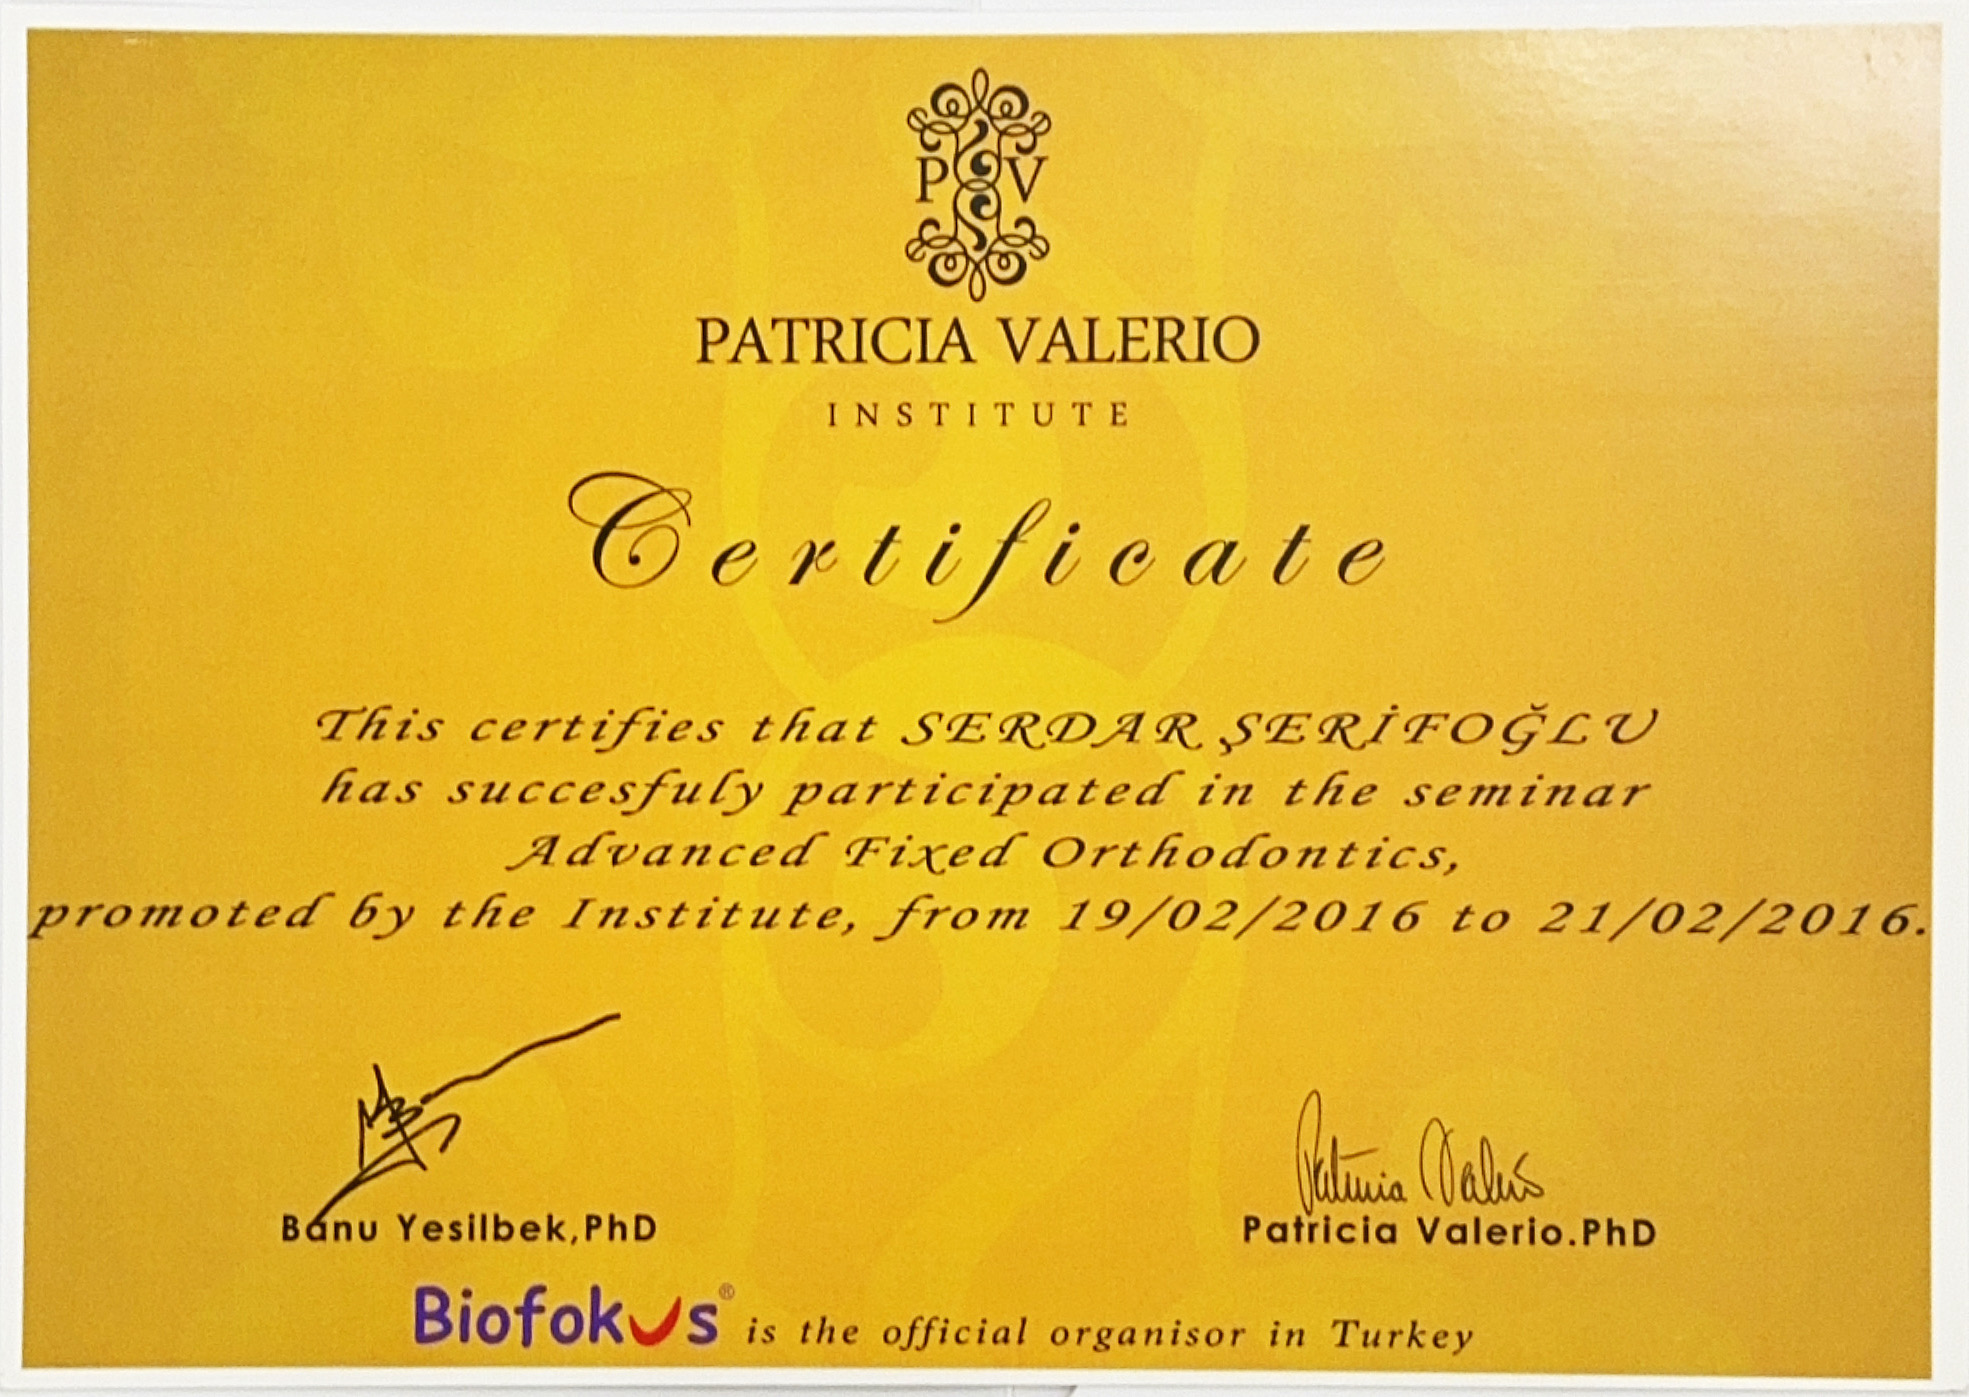 P V
PATRICIA VALERIO
INSTITUTE
Certificate
This certifies that SERDAR ŞERİFOĞLU
has succesfuly participated in the seminar
Advanced Fixed Orthodontics,
promoted by the Institute, from 19/02/2016 to 21/02/2016.
Patricia Valerio
Banu Yesilbek,PhD
Patricia Valerio.PhD
Biofokus® is the official organisor in Turkey